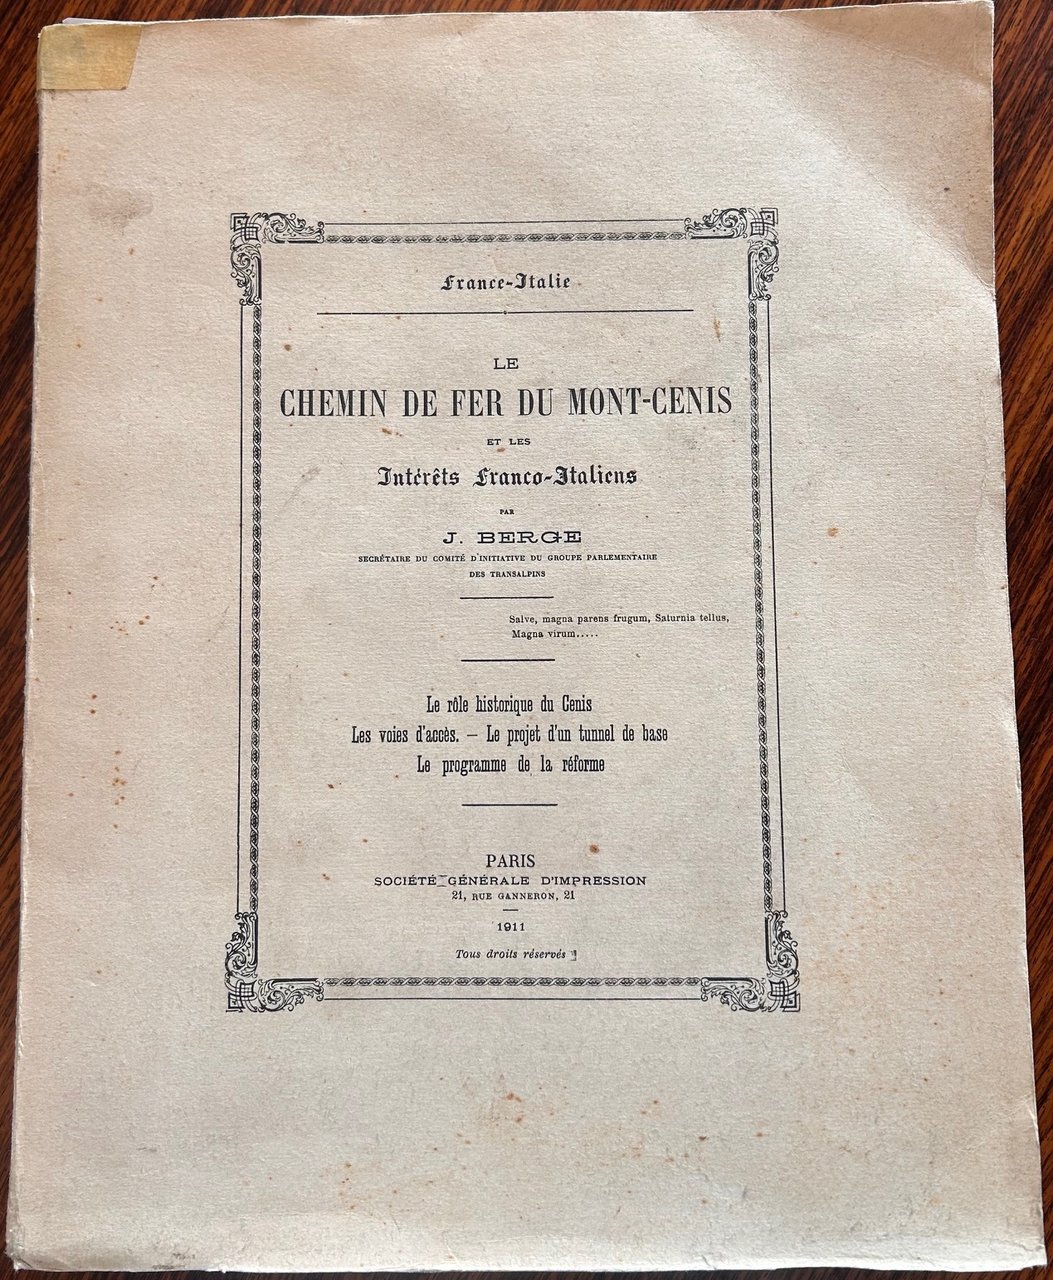 France-Italie
LE
CHEMIN DE FER DU MONT-CENIS
ET LES
Intérêts Franco-Italiens
PAR
J. BERGE
SECRÉTAIRE DU COMITÉ D'INITIATIVE DU GROUPE PARLEMENTAIRE
DES TRANSALPINS
Salve, magna parens frugum, Saturnia tellus,
Magna virum.....
Le rôle historique du Cenis
Les voies d'accès. — Le projet d'un tunnel de base
Le programme de la réforme
PARIS
SOCIÉTÉ GÉNÉRALE D'IMPRESSION
21, RUE GANNERON, 21
1911
Tous droits réservés